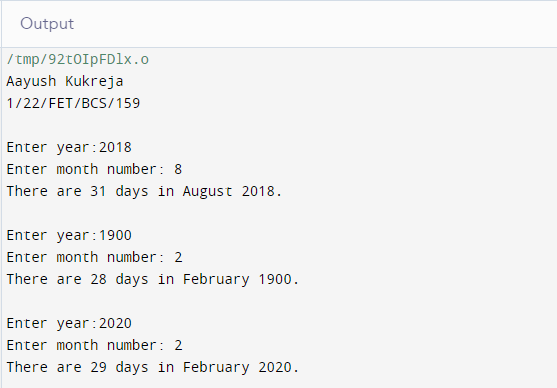 Output
/tmp/92tOIpFDlx.o
Aayush Kukreja
1/22/FET/BCS/159
Enter year:2018
Enter month number: 8
There are 31 days in August 2018.
Enter year:1900
Enter month number: 2
There are 28 days in February 1900.
Enter year:2020
Enter month number: 2
There are 29 days in February 2020.